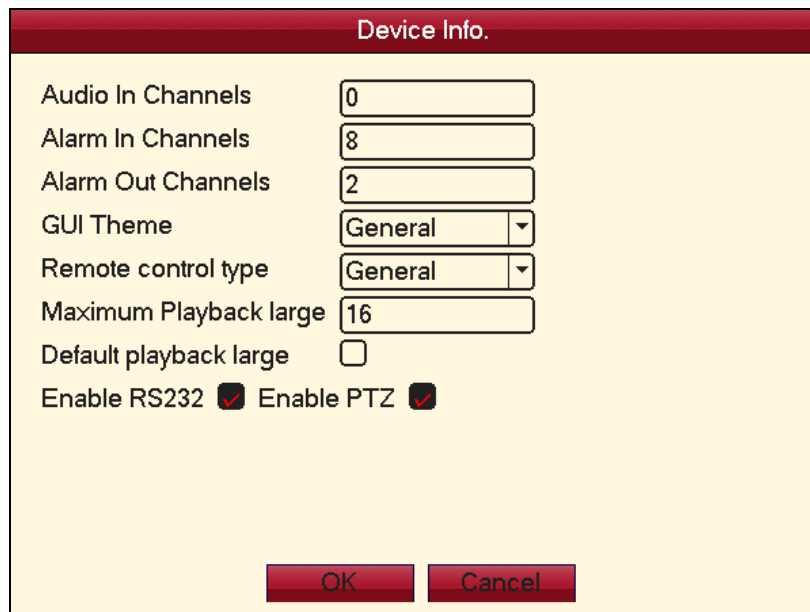 Device Info.
Audio In Channels 0
Alarm In Channels 8
Alarm Out Channels 2
GUI Theme General
Remote control type General
Maximum Playback large 16
Default playback large
Enable RS232 Enable PTZ
OK Cancel